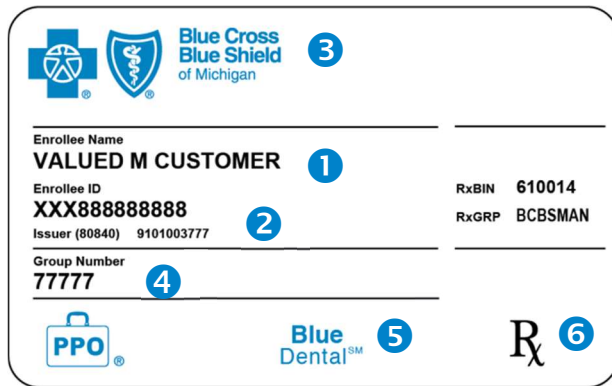 Blue Cross
Blue Shield
of Michigan
3
® ®
Enrollee Name
VALUED M CUSTOMER
1
Enrollee ID
XXX888888888
Issuer (80840) 9101003777
2
RxBIN 610014
RxGRP BCBSMAN
Group Number
77777
4
PPO ®
Blue
Dental℠
5
Rx
6